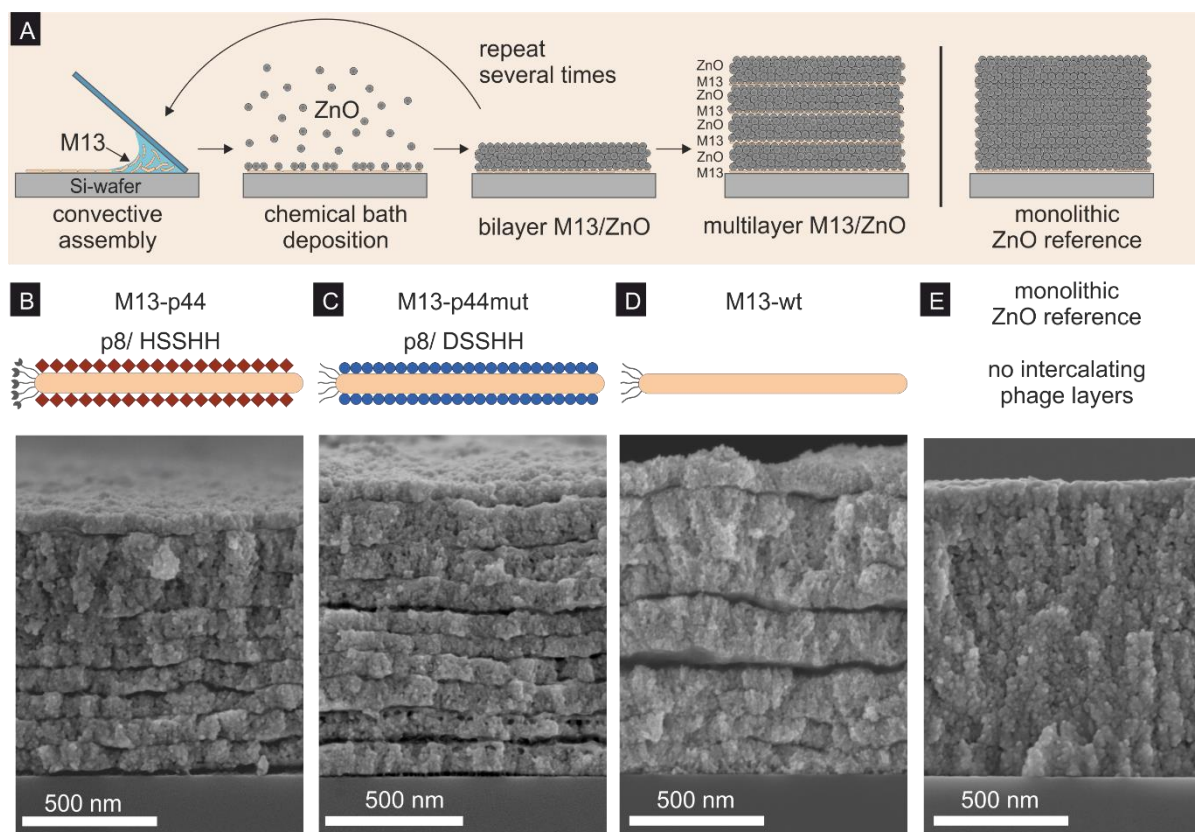 A
repeat
several times
ZnO
M13
Si-wafer
convective
assembly
chemical bath
deposition
bilayer M13/ZnO
ZnO
M13
ZnO
M13
ZnO
M13
ZnO
M13
multilayer M13/ZnO
monolithic
ZnO reference
B
M13-p44
p8/ HSSHH
500 nm
C
M13-p44mut
p8/ DSSHH
500 nm
D
M13-wt
500 nm
E
monolithic
ZnO reference
no intercalating
phage layers
500 nm